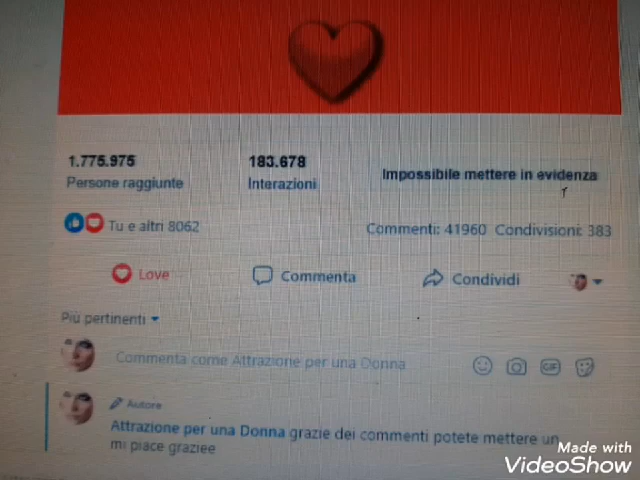 1.775.975
Persone raggiunte
183.678
Interazioni
Impossibile mettere in evidenza
Tu e altri 8062
Commenti: 41960 Condivisioni: 383
Love
Commenta
Condividi
Più pertinenti
Commenta come Attrazione per una Donna
GIF
Autore
Attrazione per una Donna grazie dei commenti potete mettere un
mi piace graziee
Made with
VideoShow